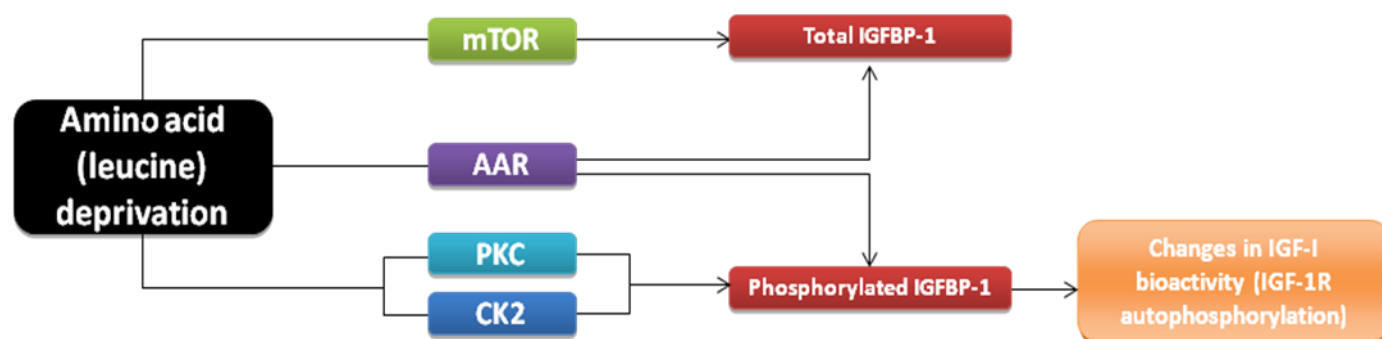 mTOR
Total IGFBP-1
Amino acid
(leucine)
deprivation
AAR
PKC
CK2
Phosphorylated IGFBP-1
Changes in IGF-I
bioactivity (IGF-1R
autophosphorylation)